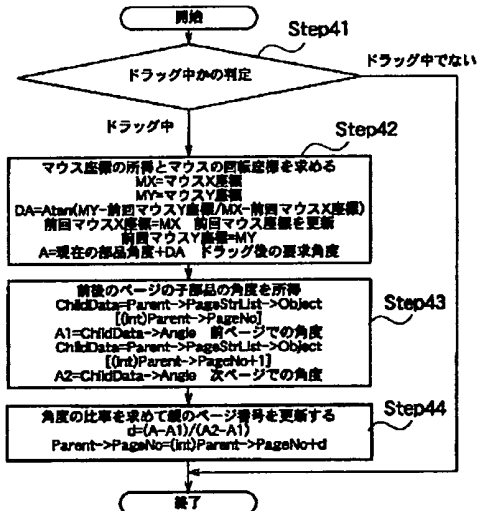 開始
Step41
ドラッグ中かの判定
ドラッグ中でない
ドラッグ中
Step42
マウス座標の所得とマウスの回転座標を求める
MX=マウスX座標
MY=マウスY座標
DA=Atan(MY-前回マウスY座標/MX-前回マウスX座標)
前回マウスX座標=MX 前回マウス座標を更新
前回マウスY座標=MY
A=現在の部品角度+DA ドラッグ後の要求角度
Step43
前後のページの子部品の角度を所得
ChildData=Parent->PageStrList->Object
[(int)Parent->PageNo]
A1=ChildData->Angle 前ページでの角度
ChildData=Parent->PageStrList->Object
[(int)Parent->PageNo+1]
A2=ChildData->Angle 次ページでの角度
Step44
角度の比率を求めて親のページ番号を更新する
d=(A-A1)/(A2-A1)
Parent->PageNo=(int)Parent->PageNo+d
終了